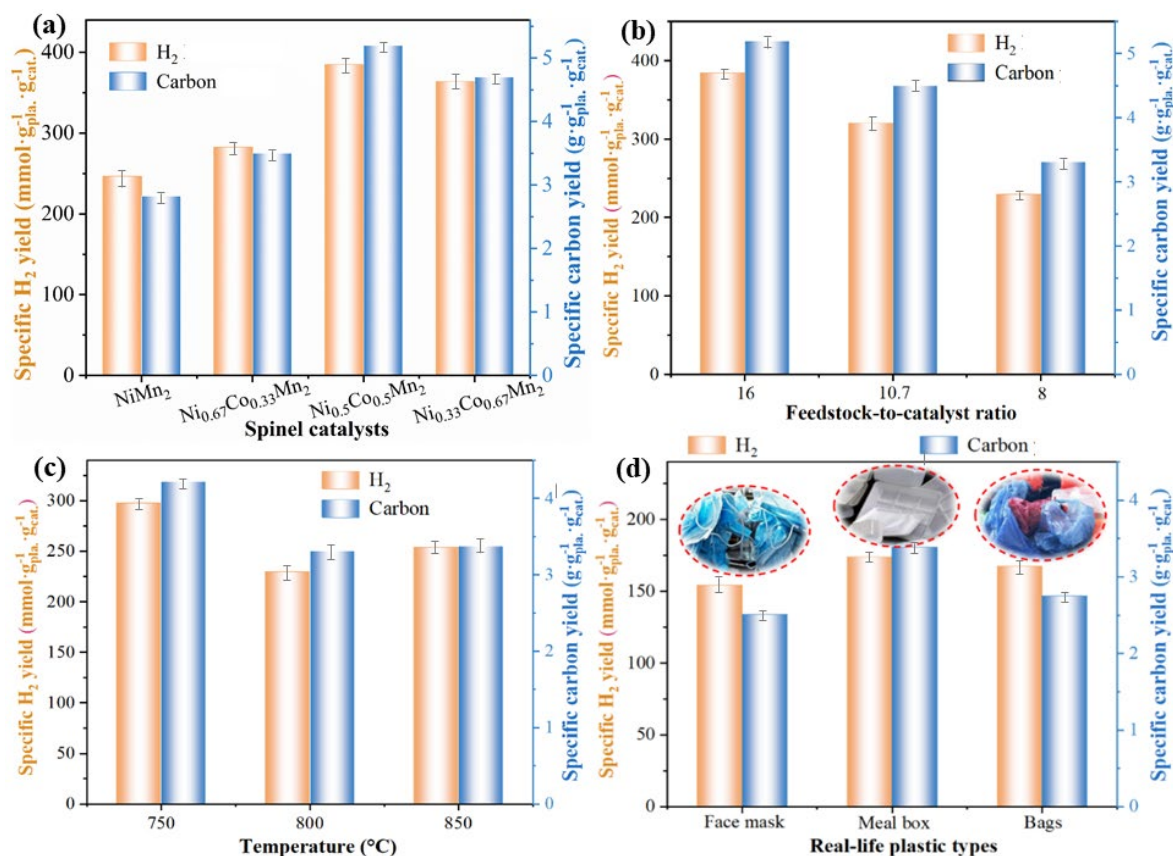 (a)
H₂
Carbon
Specific H₂ yield (mmol·g⁻¹pla.·g⁻¹cat.)
400
300
200
100
0
Specific carbon yield (g·g⁻¹pla.·g⁻¹cat.)
5
4
3
2
1
0
NiMn₂
Ni₀.₆₇Co₀.₃₃Mn₂
Ni₀.₅Co₀.₅Mn₂
Ni₀.₃₃Co₀.₆₇Mn₂
Spinel catalysts
(b)
H₂
Carbon
Specific H₂ yield (mmol·g⁻¹pla.·g⁻¹cat.)
400
300
200
100
0
Specific carbon yield (g·g⁻¹pla.·g⁻¹cat.)
5
4
3
2
1
0
16
10.7
8
Feedstock-to-catalyst ratio
(c)
H₂
Carbon
Specific H₂ yield (mmol·g⁻¹pla.·g⁻¹cat.)
300
250
200
150
100
50
0
Specific carbon yield (g·g⁻¹pla.·g⁻¹cat.)
4
3
2
1
0
750
800
850
Temperature (°C)
(d)
H₂
Carbon
Specific H₂ yield (mmol·g⁻¹pla.·g⁻¹cat.)
200
150
100
50
0
Specific carbon yield (g·g⁻¹pla.·g⁻¹cat.)
4
3
2
1
0
Face mask
Meal box
Bags
Real-life plastic types